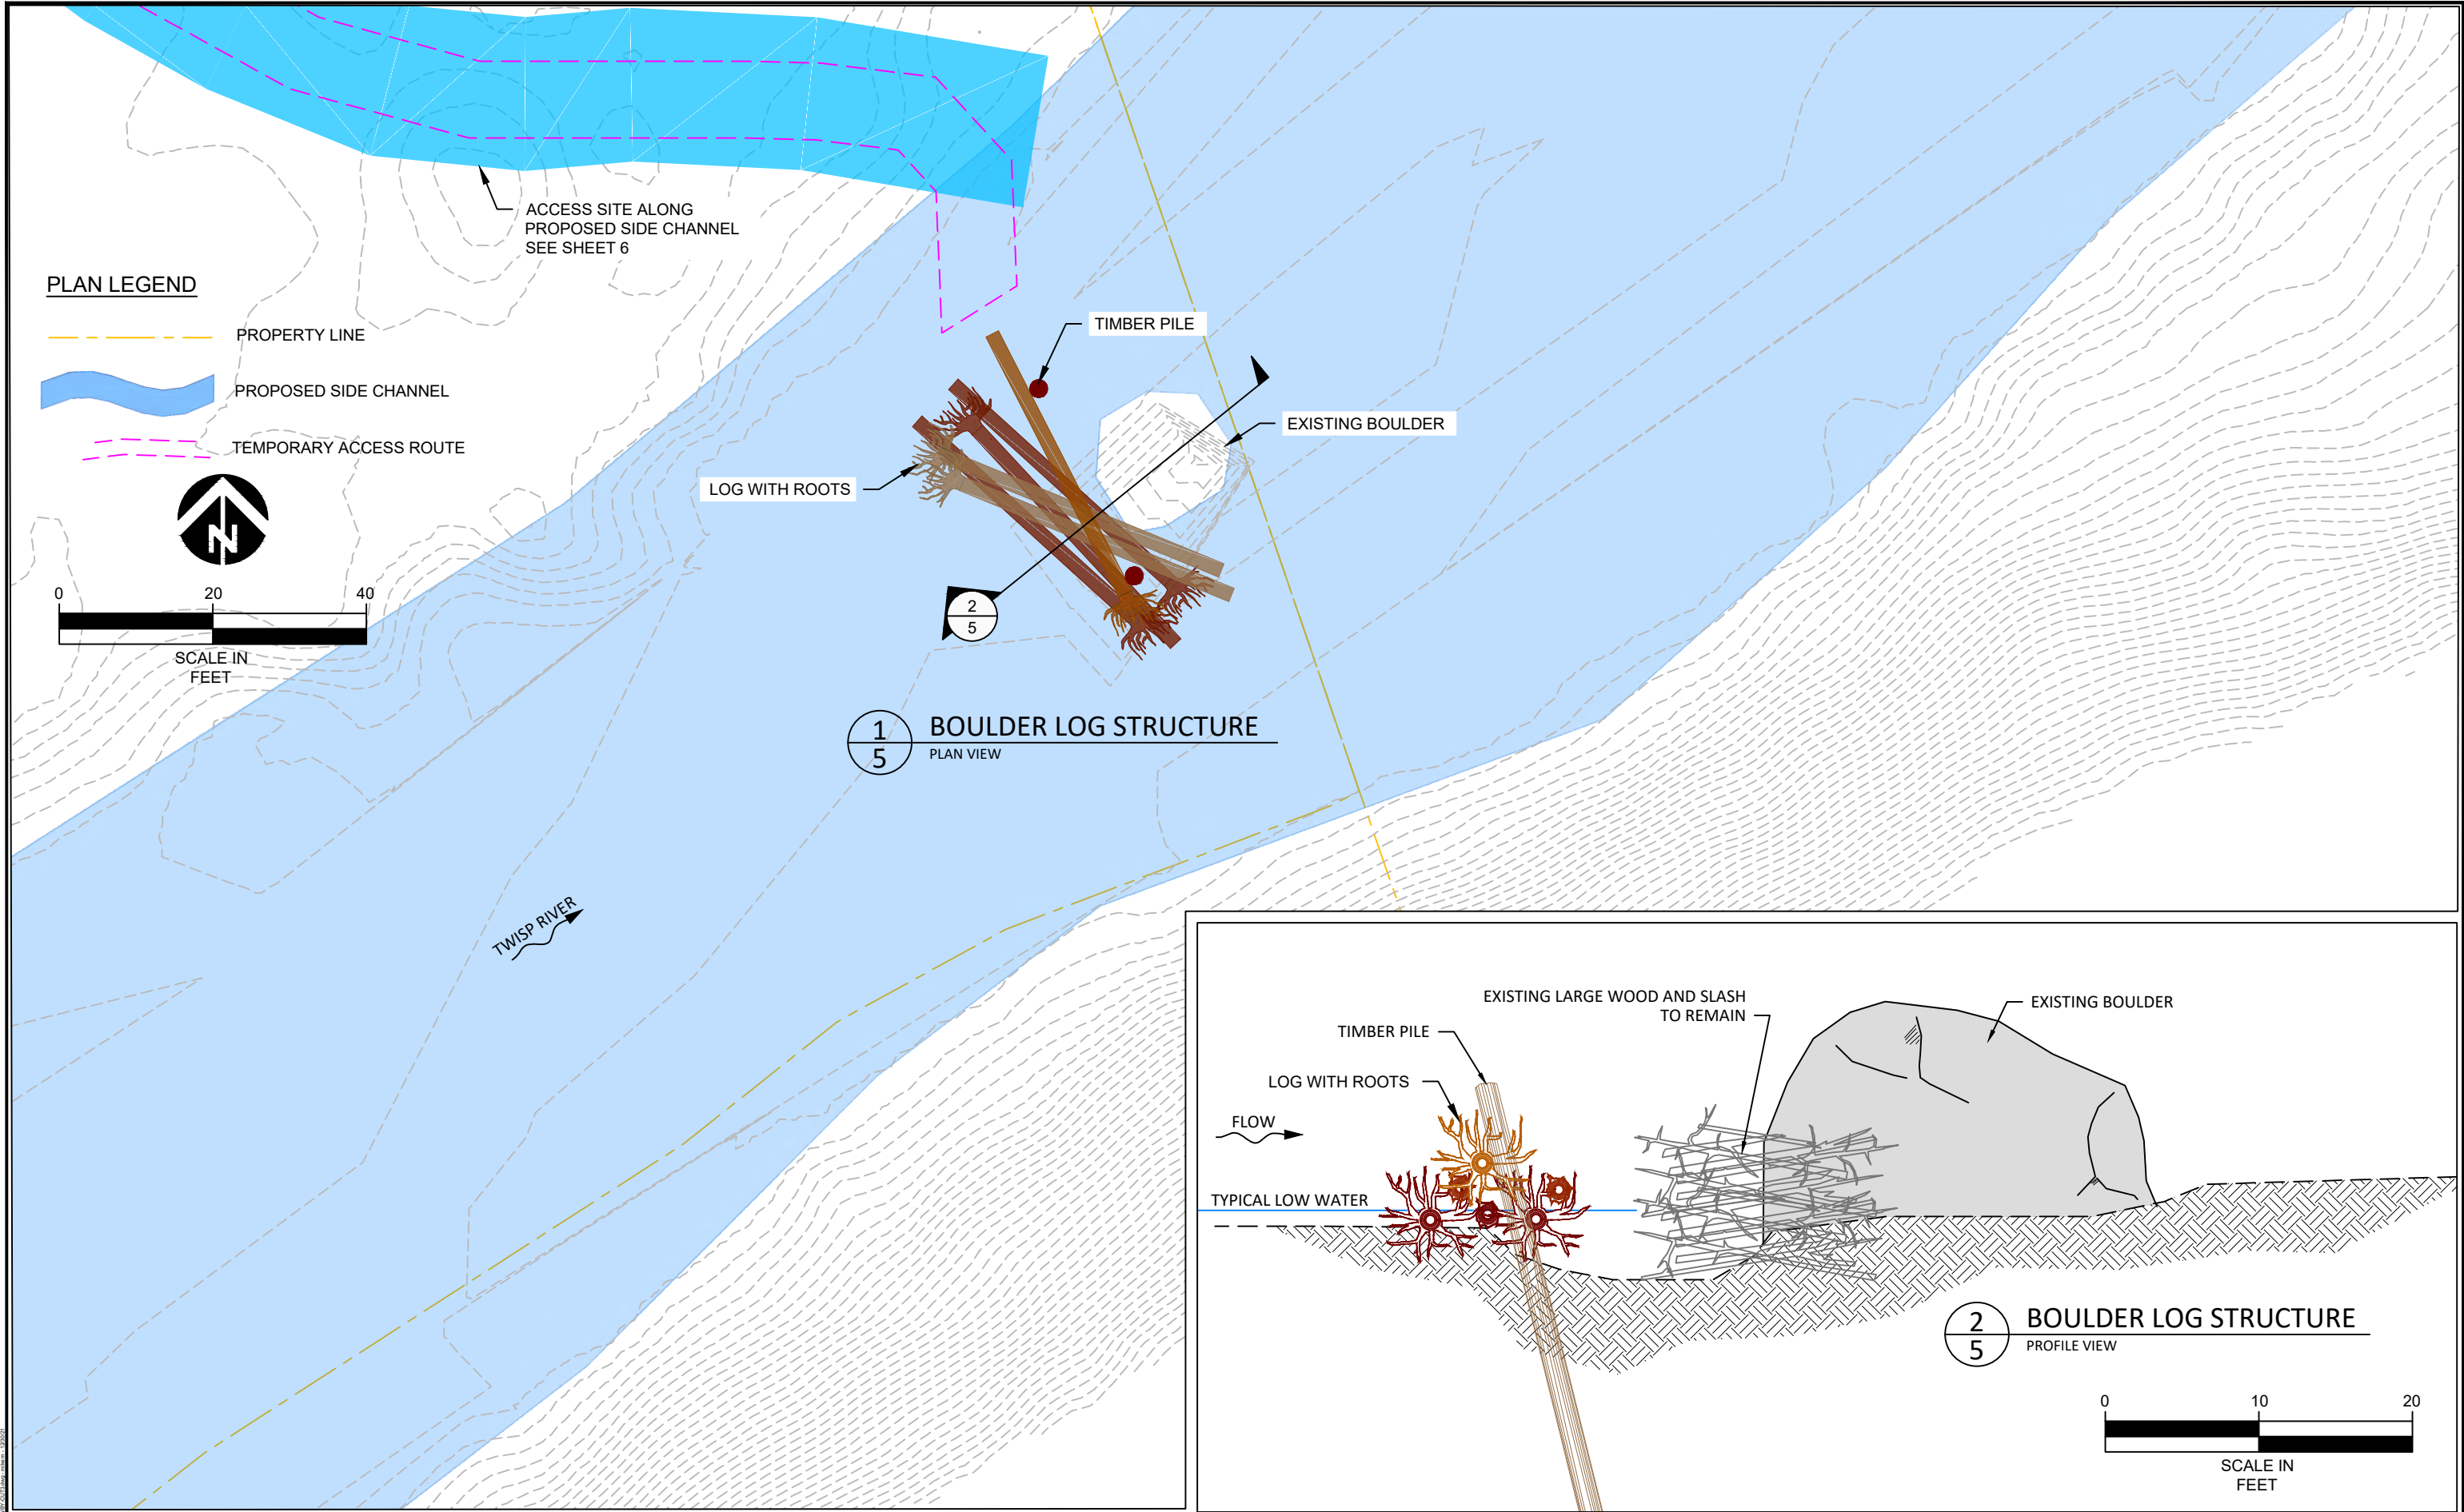 ACCESS SITE ALONG
PROPOSED SIDE CHANNEL
SEE SHEET 6
PLAN LEGEND
PROPERTY LINE
PROPOSED SIDE CHANNEL
TEMPORARY ACCESS ROUTE
N
0 20 40
SCALE IN
FEET
TIMBER PILE
EXISTING BOULDER
LOG WITH ROOTS
2
5
1
5
BOULDER LOG STRUCTURE
PLAN VIEW
TWISP RIVER
EXISTING LARGE WOOD AND SLASH
TO REMAIN
EXISTING BOULDER
TIMBER PILE
LOG WITH ROOTS
FLOW
TYPICAL LOW WATER
2
5
BOULDER LOG STRUCTURE
PROFILE VIEW
0 10 20
SCALE IN
FEET